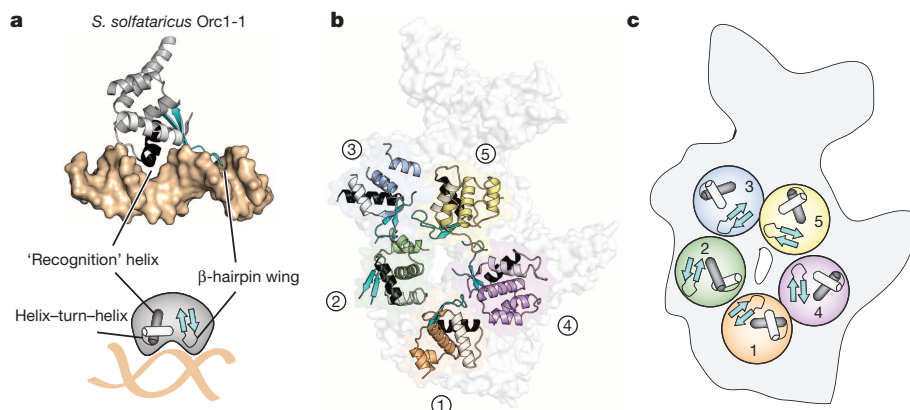 a
S. solfataricus Orc1-1
'Recognition' helix
β-hairpin wing
Helix–turn–helix
b
3
5
2
4
1
c
3
5
2
4
1